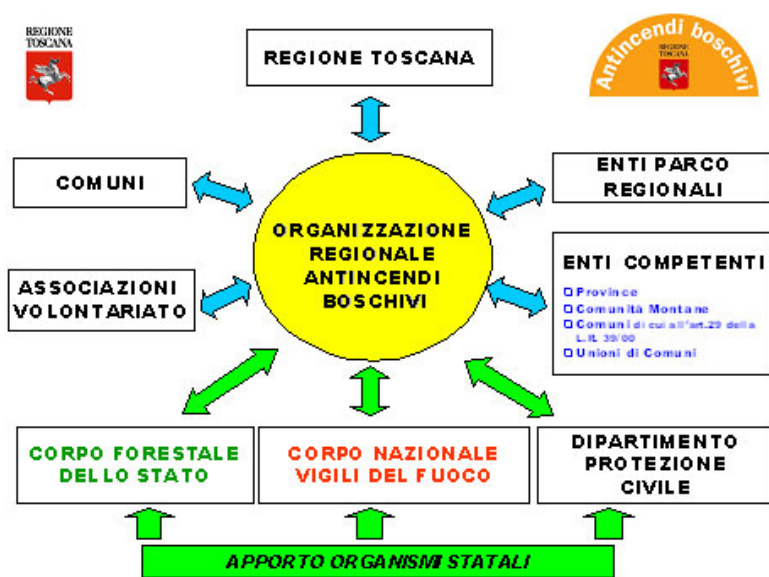 REGIONE
TOSCANA
REGIONE TOSCANA
Antincendi boschivi
REGIONE
TOSCANA
COMUNI
ENTI PARCO
REGIONALI
ORGANIZZAZIONE
REGIONALE
ANTINCENDI
BOSCHIVI
ASSOCIAZIONI
VOLONTARIATO
ENTI COMPETENTI
Province
Comunità Montane
Comuni di cui all'art.29 della
L.R. 39/00
Unioni di Comuni
CORPO FORESTALE
DELLO STATO
CORPO NAZIONALE
VIGILI DEL FUOCO
DIPARTIMENTO
PROTEZIONE
CIVILE
APPORTO ORGANISMI STATALI